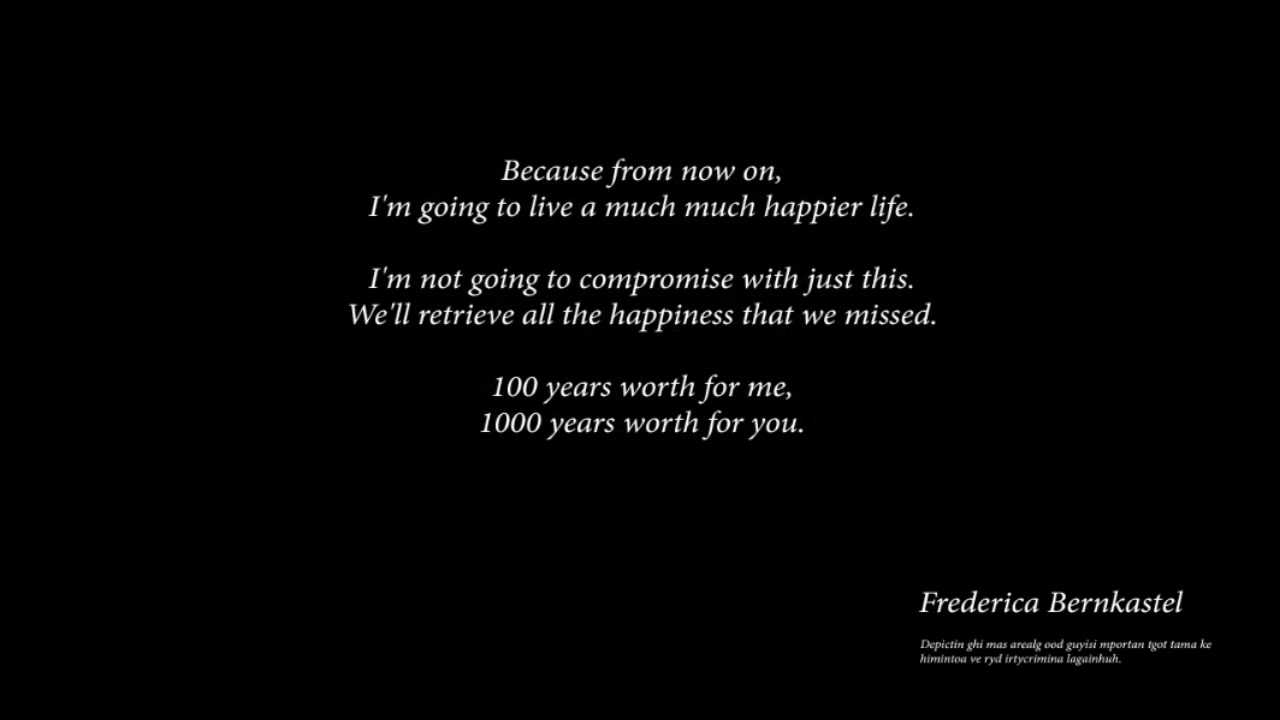 Because from now on,
I'm going to live a much much happier life.
I'm not going to compromise with just this.
We'll retrieve all the happiness that we missed.
100 years worth for me,
1000 years worth for you.
Frederica Bernkastel
Depictin ghi mas arealg ood guyisi mportan tgot tama ke
himintoa ve ryd irtycrimina lagainhuh.